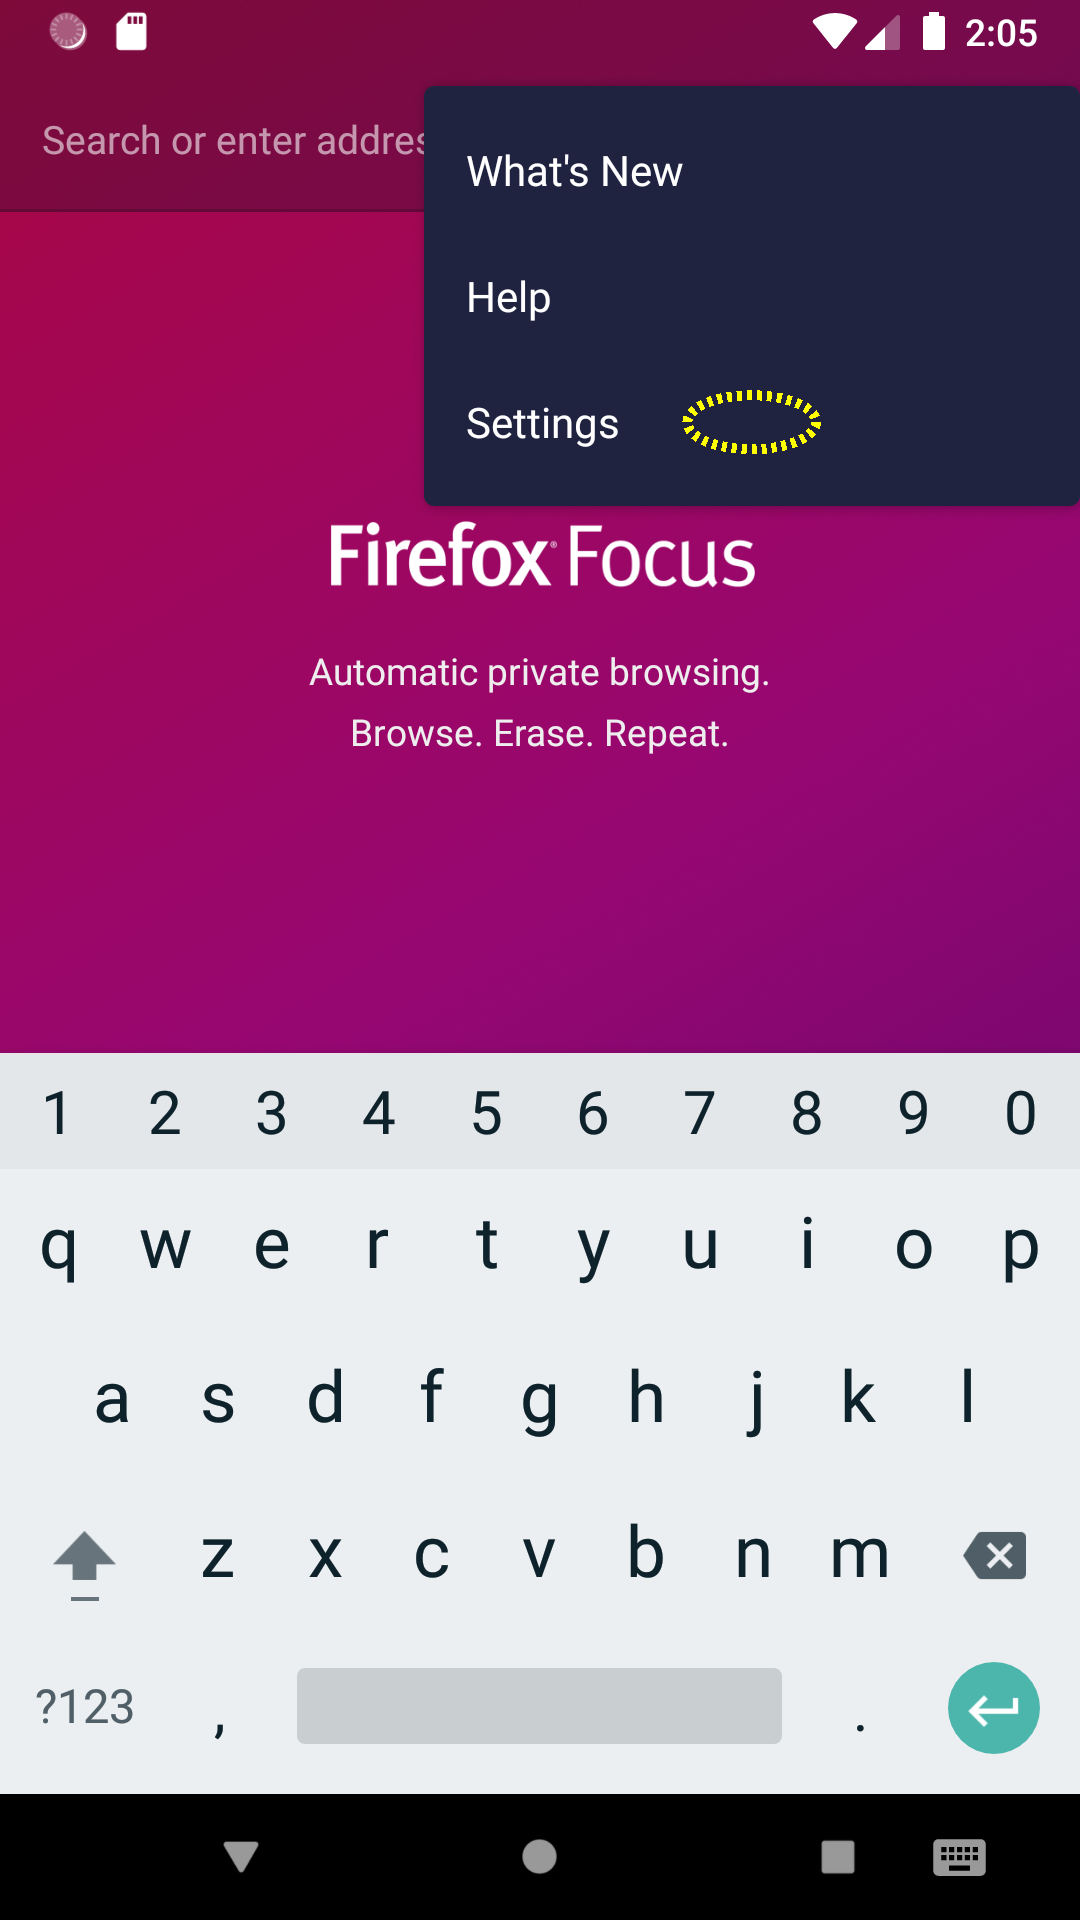 2:05
Search or enter addres
What's New
Help
Settings
Firefox® Focus
Automatic private browsing.
Browse. Erase. Repeat.
1 2 3 4 5 6 7 8 9 0
q w e r t y u i o p
a s d f g h j k l
z x c v b n m
?123 , .